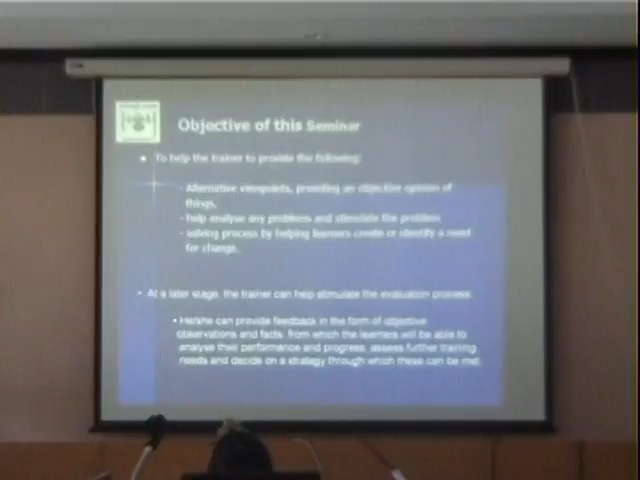 Objective of this Seminar
To help the trainer to provide the following:
- Alternative viewpoints, providing an objective opinion of
things,
- help analyse any problems and stimulate the problem
- solving process by helping learners create or identify a need
for change.
At a later stage, the trainer can help stimulate the evaluation process
He/she can provide feedback in the form of objective
observations and facts, from which the learners will be able to
analyse their performance and progress, assess further training
needs and decide on a strategy through which these can be met